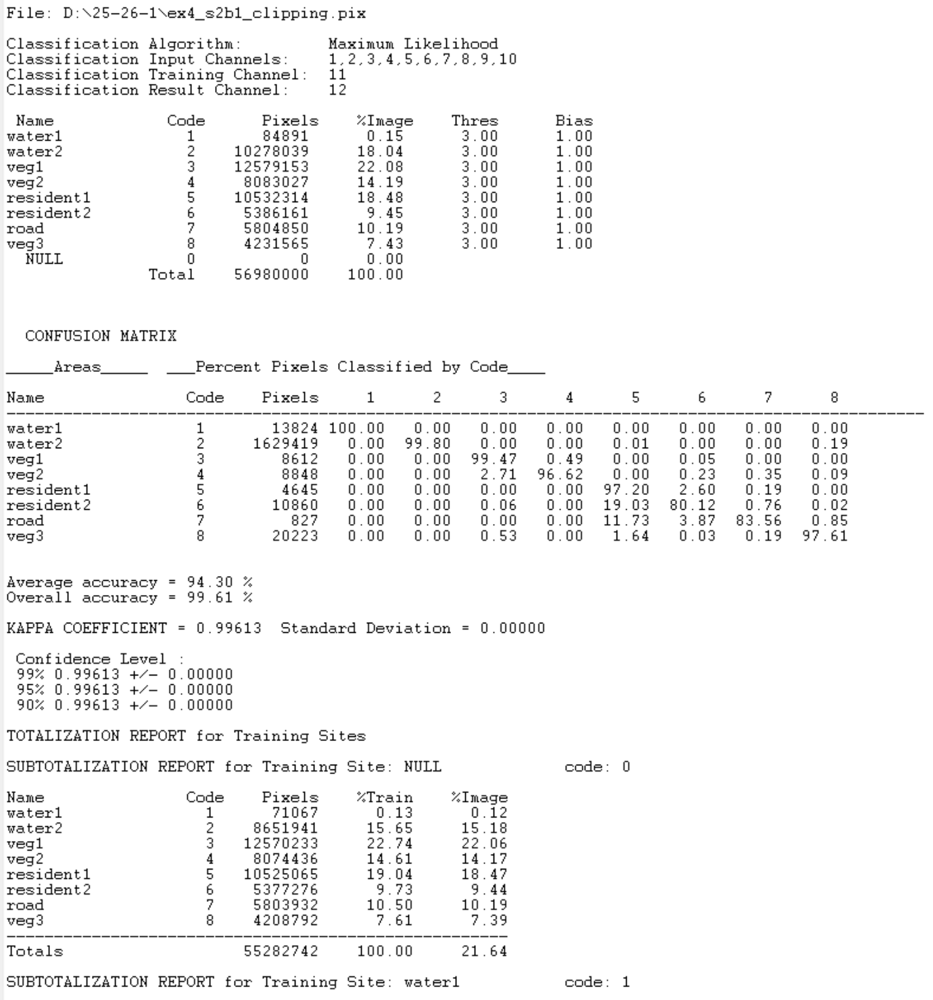 File: D:\25-26-1\ex4_s2b1_clipping.pix
Classification Algorithm: Maximum Likelihood
Classification Input Channels: 1,2,3,4,5,6,7,8,9,10
Classification Training Channel: 11
Classification Result Channel: 12
Name Code Pixels %Image Thres Bias
water1 1 84891 0.15 3.00 1.00
water2 2 10278039 18.04 3.00 1.00
veg1 3 12579153 22.08 3.00 1.00
veg2 4 8083027 14.19 3.00 1.00
resident1 5 10532314 18.48 3.00 1.00
resident2 6 5386161 9.45 3.00 1.00
road 7 5804850 10.19 3.00 1.00
veg3 8 4231565 7.43 3.00 1.00
NULL 0 0 0.00
Total 56980000 100.00
CONFUSION MATRIX
_____Areas_____ ___Percent Pixels Classified by Code____
Name Code Pixels 1 2 3 4 5 6 7 8
water1 1 13824 100.00 0.00 0.00 0.00 0.00 0.00 0.00 0.00
water2 2 1629419 0.00 99.80 0.00 0.00 0.01 0.00 0.00 0.19
veg1 3 8612 0.00 0.00 99.47 0.49 0.00 0.05 0.00 0.00
veg2 4 8848 0.00 0.00 2.71 96.62 0.00 0.23 0.35 0.09
resident1 5 4645 0.00 0.00 0.00 0.00 97.20 2.60 0.19 0.00
resident2 6 10860 0.00 0.00 0.06 0.00 19.03 80.12 0.76 0.02
road 7 827 0.00 0.00 0.00 0.00 11.73 3.87 83.56 0.85
veg3 8 20223 0.00 0.00 0.53 0.00 1.64 0.03 0.19 97.61
Average accuracy = 94.30 %
Overall accuracy = 99.61 %
KAPPA COEFFICIENT = 0.99613 Standard Deviation = 0.00000
Confidence Level :
99% 0.99613 +/- 0.00000
95% 0.99613 +/- 0.00000
90% 0.99613 +/- 0.00000
TOTALIZATION REPORT for Training Sites
SUBTOTALIZATION REPORT for Training Site: NULL code: 0
Name Code Pixels %Train %Image
water1 1 71067 0.13 0.12
water2 2 8651941 15.65 15.18
veg1 3 12570233 22.74 22.06
veg2 4 8074436 14.61 14.17
resident1 5 10525065 19.04 18.47
resident2 6 5377276 9.73 9.44
road 7 5803932 10.50 10.19
veg3 8 4208792 7.61 7.39
Totals 55282742 100.00 21.64
SUBTOTALIZATION REPORT for Training Site: water1 code: 1